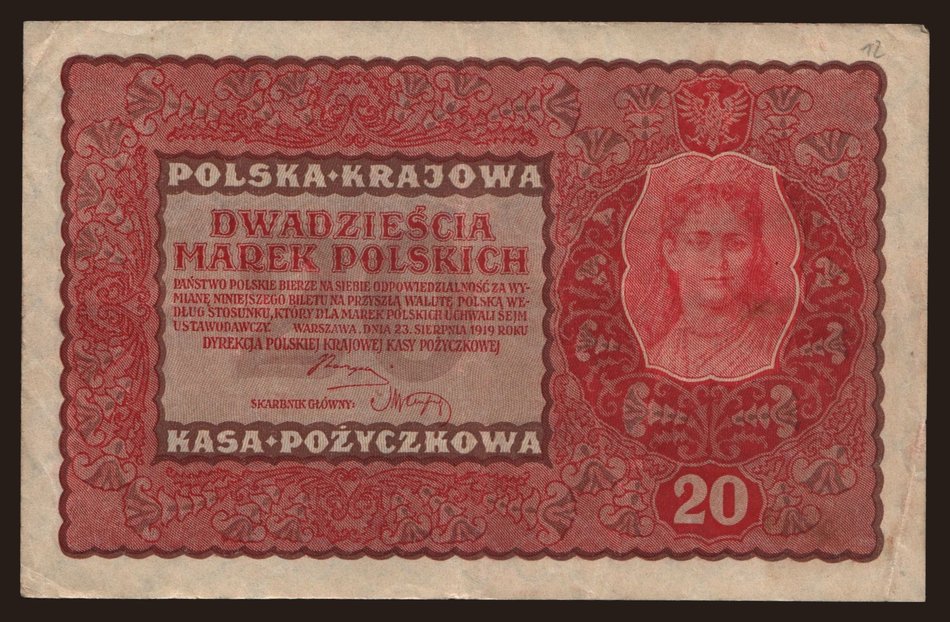 12
POLSKA • KRAJOWA
DWADZIEŚCIA
MAREK POLSKICH
PAŃSTWO POLSKIE BIERZE NA SIEBIE ODPOWIEDZIALNOŚĆ ZA WY-
MIANĘ NINIEJSZEGO BILETU NA PRZYSZŁĄ WALUTĘ POLSKĄ WE-
DŁUG STOSUNKU, KTÓRY DLA MAREK POLSKICH UCHWALI SEJM
USTAWODAWCZY. WARSZAWA, DNIA 23. SIERPNIA 1919 ROKU
DYREKCJA POLSKIEJ KRAJOWEJ KASY POŻYCZKOWEJ
SKARBNIK GŁÓWNY:
KASA • POŻYCZKOWA
20